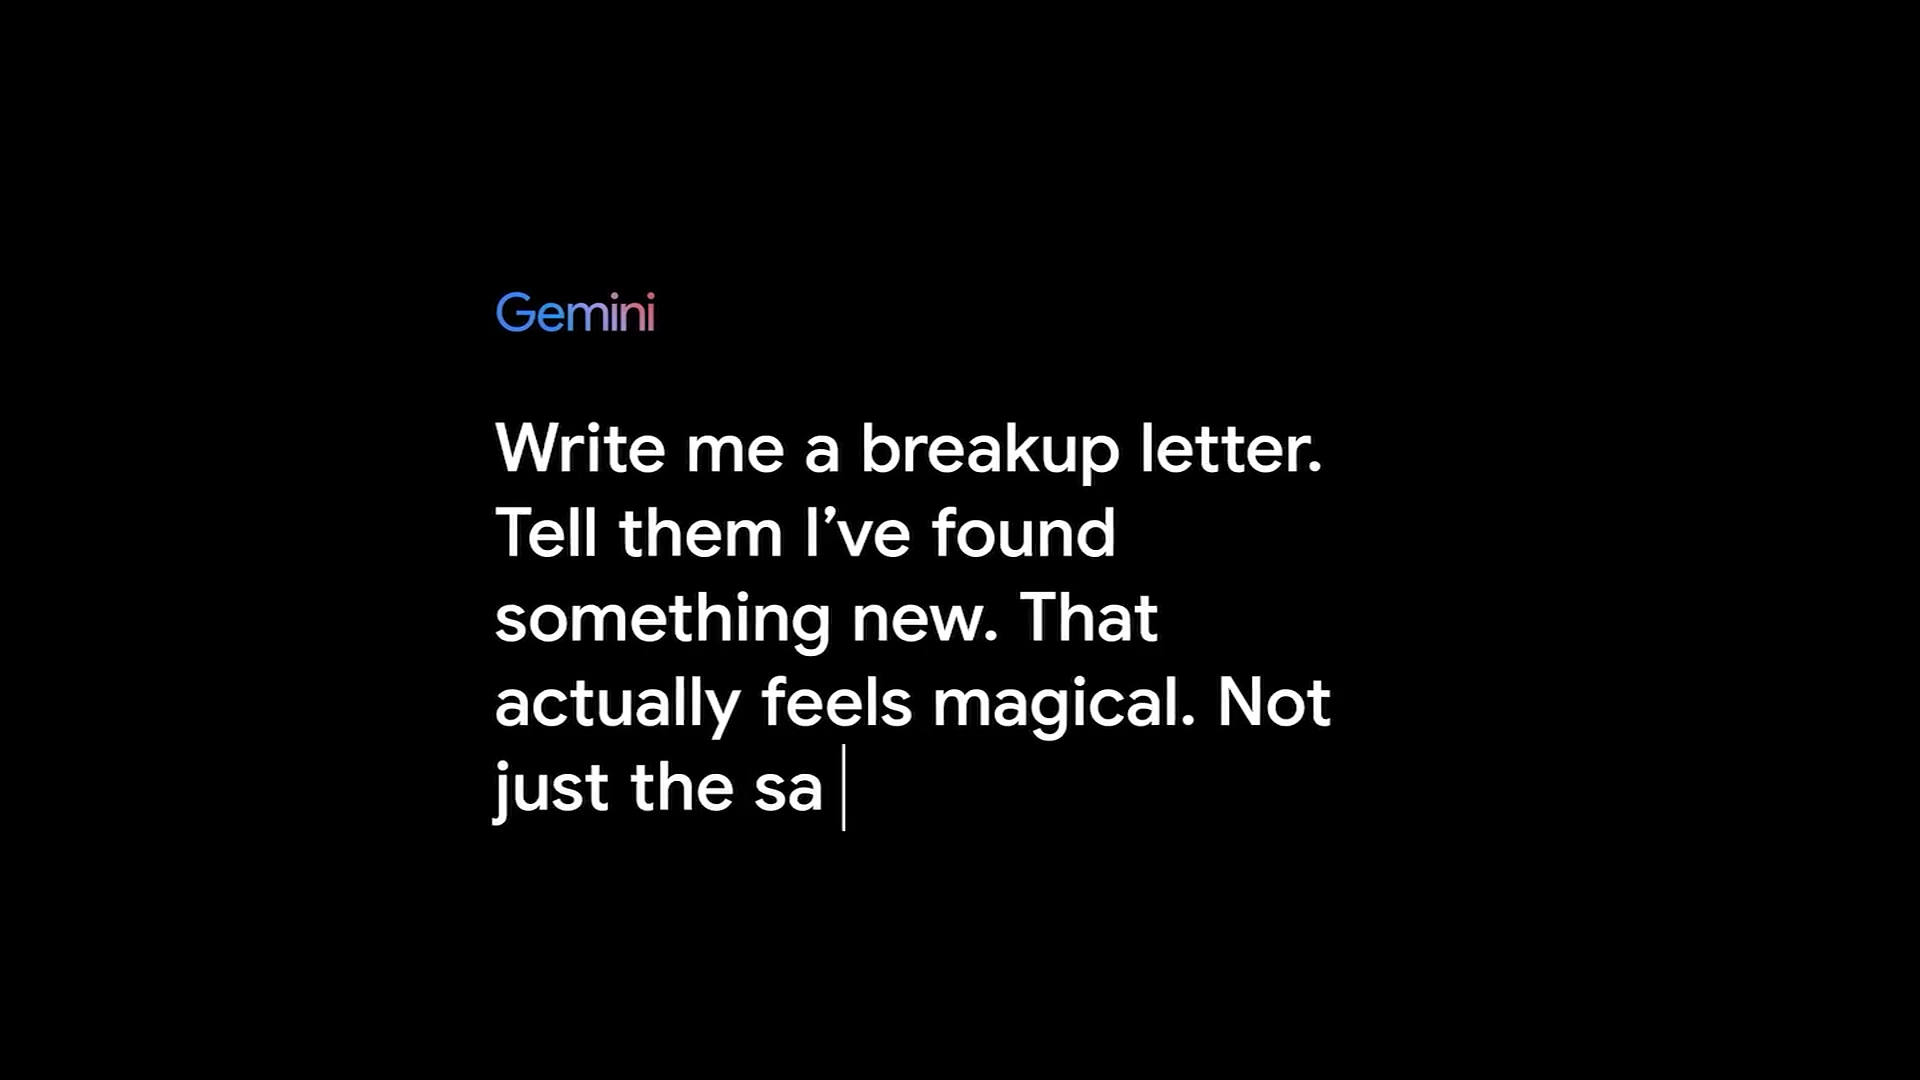 Gemini
Write me a breakup letter.
Tell them I’ve found
something new. That
actually feels magical. Not
just the sa